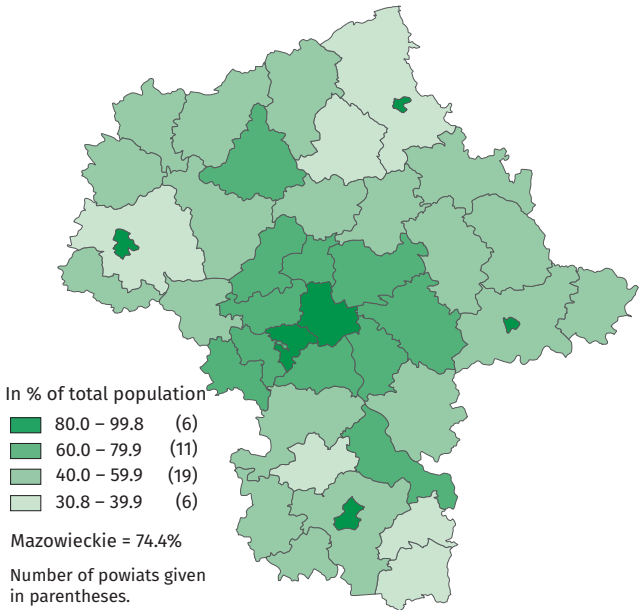 In % of total population
80.0 – 99.8 (6)
60.0 – 79.9 (11)
40.0 – 59.9 (19)
30.8 – 39.9 (6)
Mazowieckie = 74.4%
Number of powiats given
in parentheses.